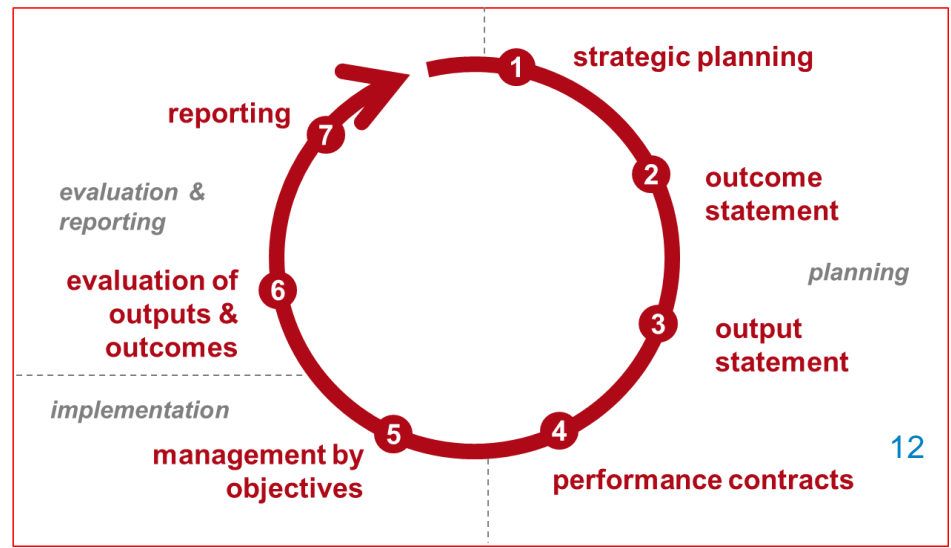 1
strategic planning
2
outcome
statement
planning
3
output
statement
4
performance contracts
5
management by
objectives
implementation
6
evaluation of
outputs &
outcomes
evaluation &
reporting
7
reporting
12